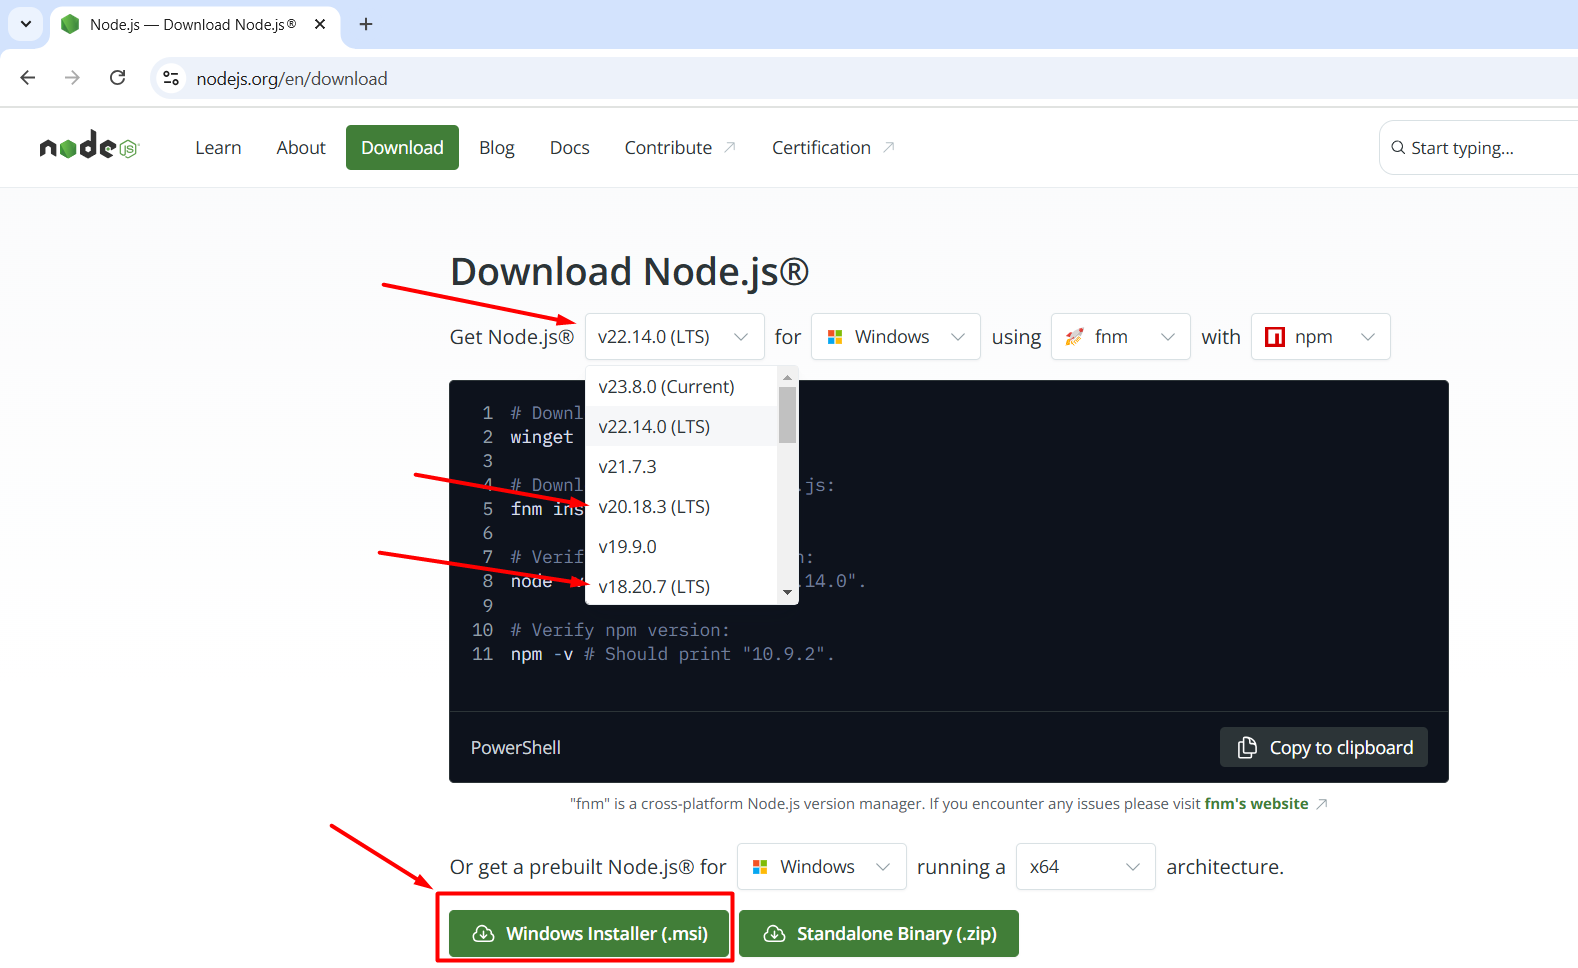 Node.js — Download Node.js®
nodejs.org/en/download
node JS
Learn About Download Blog Docs Contribute Certification Start typing...
Download Node.js®
Get Node.js® v22.14.0 (LTS) for Windows using fnm with npm
v23.8.0 (Current)
v22.14.0 (LTS)
v21.7.3
v20.18.3 (LTS)
v19.9.0
v18.20.7 (LTS)
1 # Downl
2 winget
3
4 # Downl .js:
5 fnm ins
6
7 # Verif n:
8 node .14.0".
9
10 # Verify npm version:
11 npm -v # Should print "10.9.2".
PowerShell Copy to clipboard
"fnm" is a cross-platform Node.js version manager. If you encounter any issues please visit fnm's website
Or get a prebuilt Node.js® for Windows running a x64 architecture.
Windows Installer (.msi) Standalone Binary (.zip)